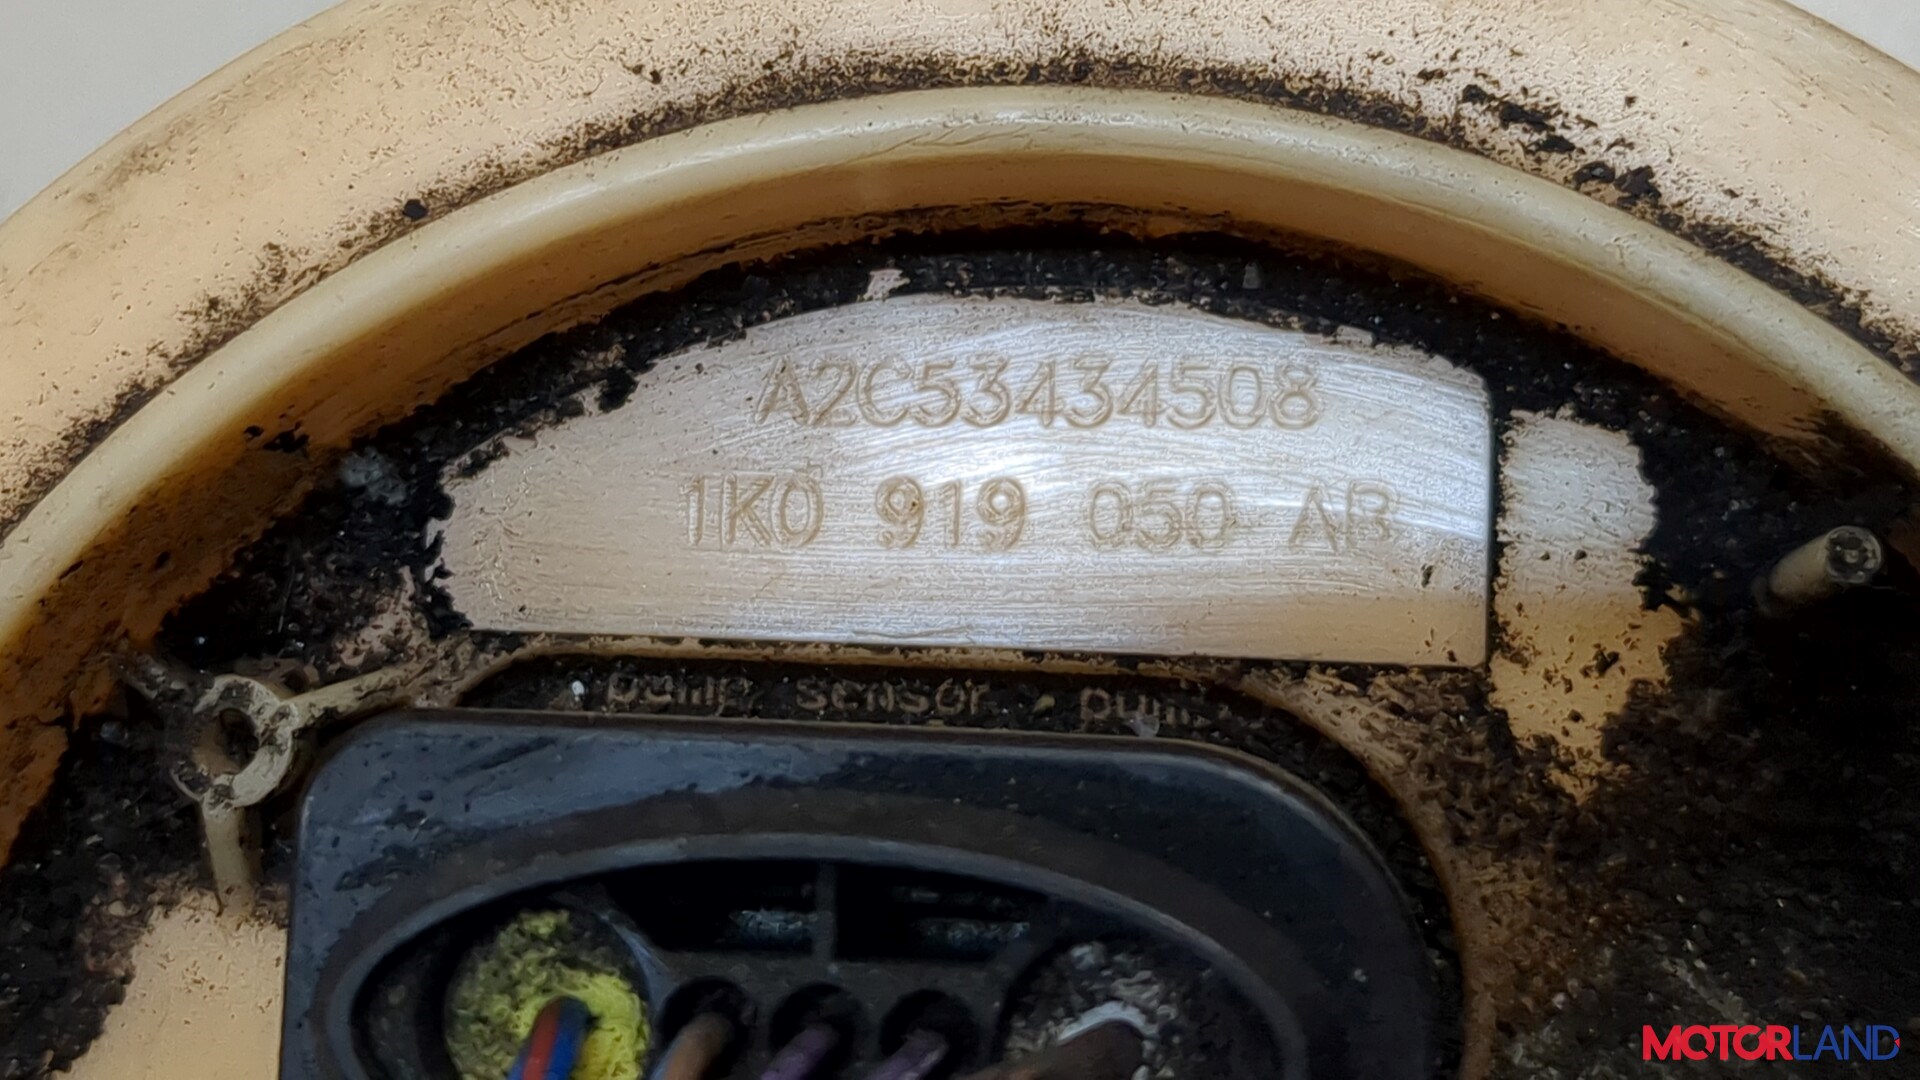 A2C53434508
1K0 919 050 AB
pump sensor pump
MOTORLAND